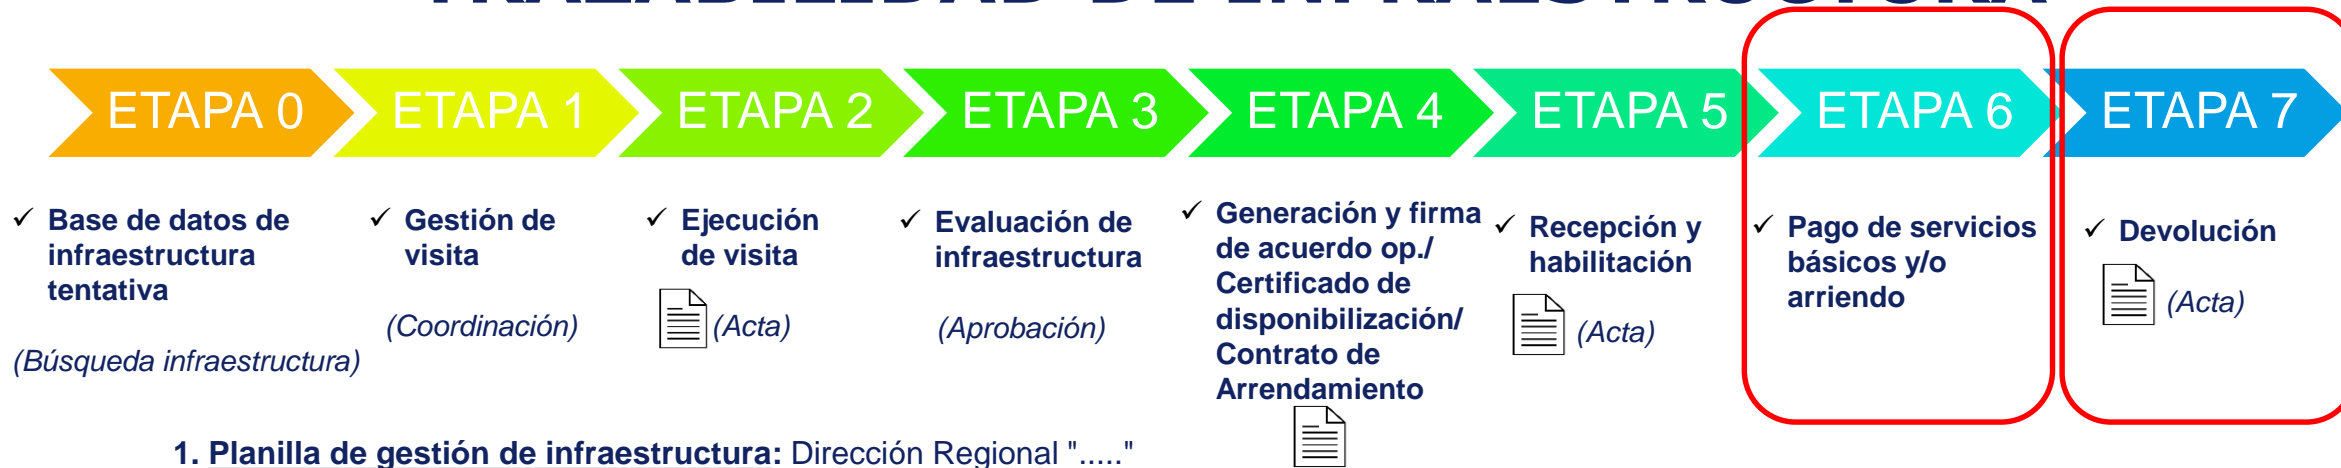 TRAZABILIDAD DE INFRAESTRUCTURA
ETAPA 0
ETAPA 1
ETAPA 2
ETAPA 3
ETAPA 4
ETAPA 5
ETAPA 6
ETAPA 7
✓ Base de datos de
infraestructura
tentativa
(Búsqueda infraestructura)
✓ Gestión de
visita
(Coordinación)
✓ Ejecución
de visita
(Acta)
✓ Evaluación de
infraestructura
(Aprobación)
✓ Generación y firma
de acuerdo op./
Certificado de
disponibilización/
Contrato de
Arrendamiento
✓ Recepción y
habilitación
(Acta)
✓ Pago de servicios
básicos y/o
arriendo
✓ Devolución
(Acta)
1. Planilla de gestión de infraestructura: Dirección Regional "....."